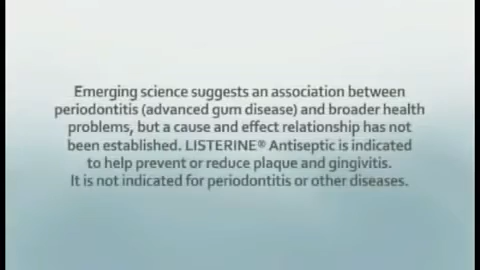 Emerging science suggests an association between
periodontitis (advanced gum disease) and broader health
problems, but a cause and effect relationship has not
been established. LISTERINE® Antiseptic is indicated
to help prevent or reduce plaque and gingivitis.
It is not indicated for periodontitis or other diseases.